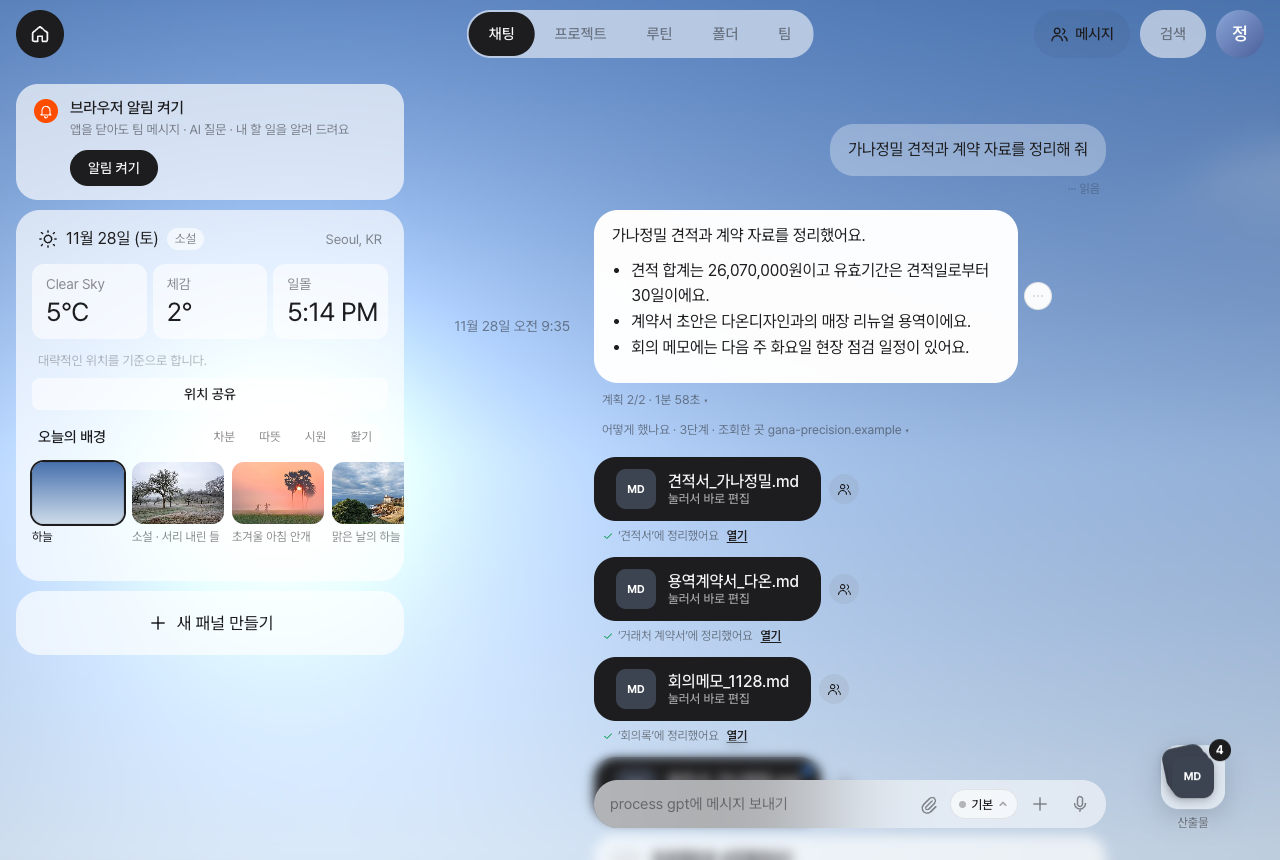 채팅
프로젝트
루틴
폴더
팀
메시지
검색
정
브라우저 알림 켜기
앱을 닫아도 팀 메시지 · AI 질문 · 내 할 일을 알려 드려요
알림 켜기
11월 28일 (토)
소설
Seoul, KR
Clear Sky
5°C
체감
2°
일몰
5:14 PM
대략적인 위치를 기준으로 합니다.
위치 공유
오늘의 배경
차분
따뜻
시원
활기
하늘
소설 · 서리 내린 들
초겨울 아침 안개
맑은 날의 하늘
+ 새 패널 만들기
가나정밀 견적과 계약 자료를 정리해 줘
읽음
11월 28일 오전 9:35
가나정밀 견적과 계약 자료를 정리했어요.
• 견적 합계는 26,070,000원이고 유효기간은 견적일로부터
30일이에요.
• 계약서 초안은 다온디자인과의 매장 리뉴얼 용역이에요.
• 회의 메모에는 다음 주 화요일 현장 점검 일정이 있어요.
계획 2/2 · 1분 58초
어떻게 했나요 · 3단계 · 조회한 곳 gana-precision.example
MD
견적서_가나정밀.md
눌러서 바로 편집
'견적서'에 정리했어요 열기
MD
용역계약서_다온.md
눌러서 바로 편집
'거래처 계약서'에 정리했어요 열기
MD
회의메모_1128.md
눌러서 바로 편집
'회의록'에 정리했어요 열기
process gpt에 메시지 보내기
기본
4
MD
산출물